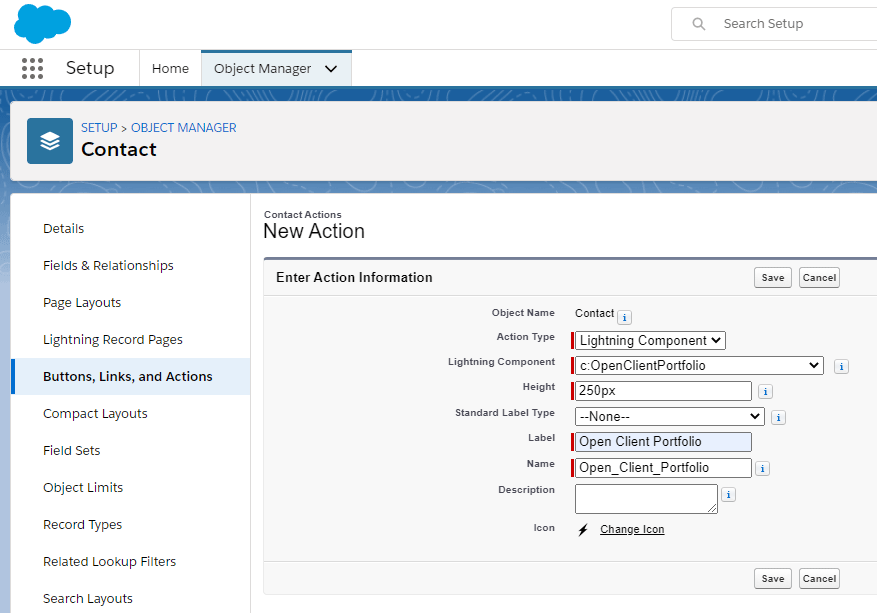 Search Setup
Setup
Home
Object Manager
SETUP > OBJECT MANAGER
Contact
Details
Fields & Relationships
Page Layouts
Lightning Record Pages
Buttons, Links, and Actions
Compact Layouts
Field Sets
Object Limits
Record Types
Related Lookup Filters
Search Layouts
Contact Actions
New Action
Enter Action Information
Save Cancel
Object Name Contact i
Action Type Lightning Component
Lightning Component c:OpenClientPortfolio i
Height 250px i
Standard Label Type --None-- i
Label Open Client Portfolio
Name Open_Client_Portfolio i
Description i
Icon Change Icon
Save Cancel